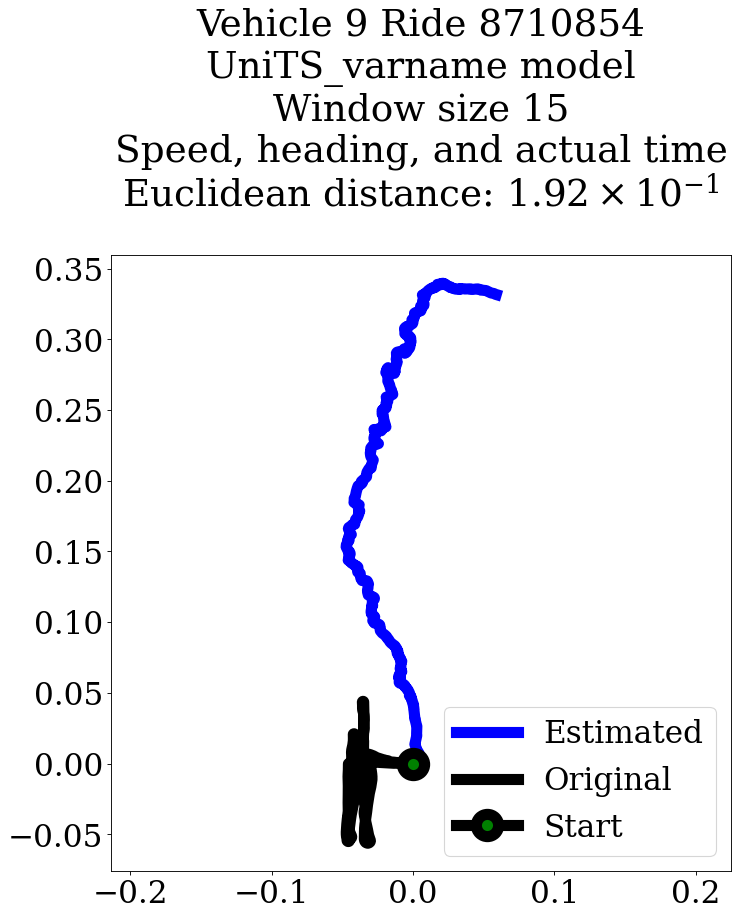 Vehicle 9 Ride 8710854
UniTS_varname model
Window size 15
Speed, heading, and actual time
Euclidean distance: 1.92 × 10⁻¹
0.35
0.30
0.25
0.20
0.15
0.10
0.05
0.00
−0.05
Estimated
Original
Start
−0.2
−0.1
0.0
0.1
0.2